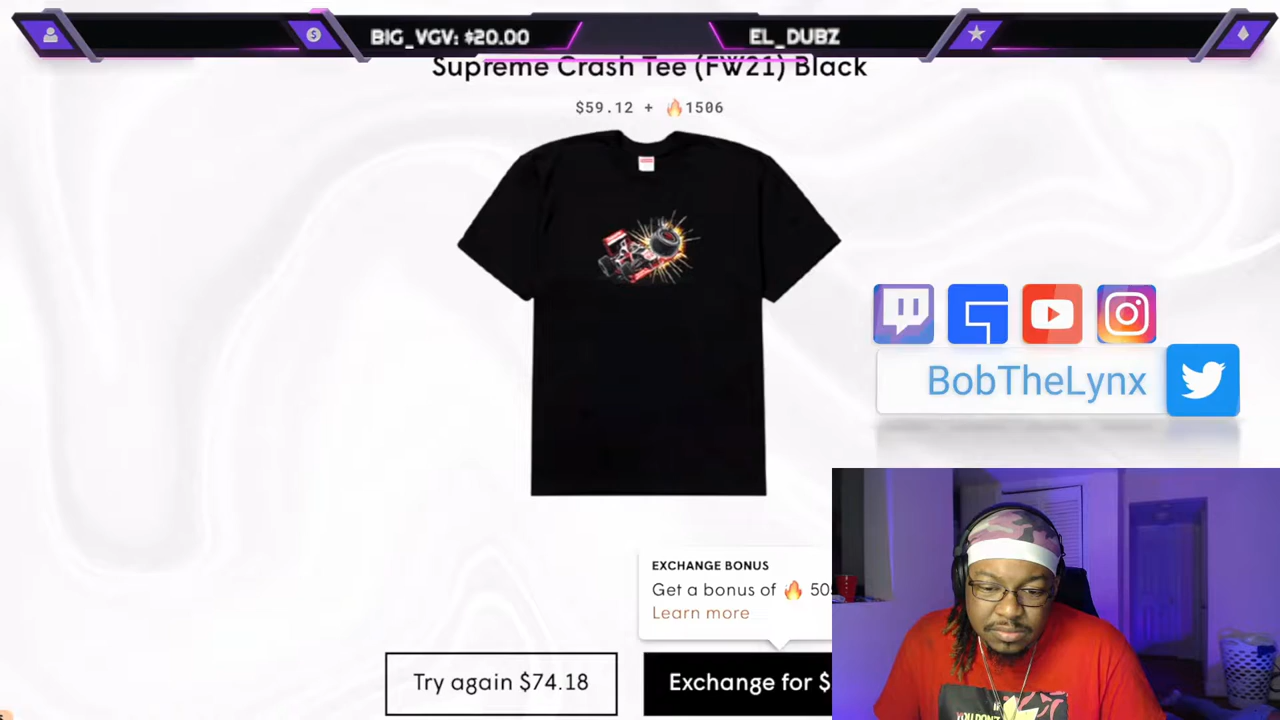 BIG_VGV: $20.00
EL_DUBZ
Supreme Crash Tee (FW21) Black
$59.12 + 🔥1506
BobTheLynx
EXCHANGE BONUS
Get a bonus of 🔥 50
Learn more
Try again $74.18
Exchange for $